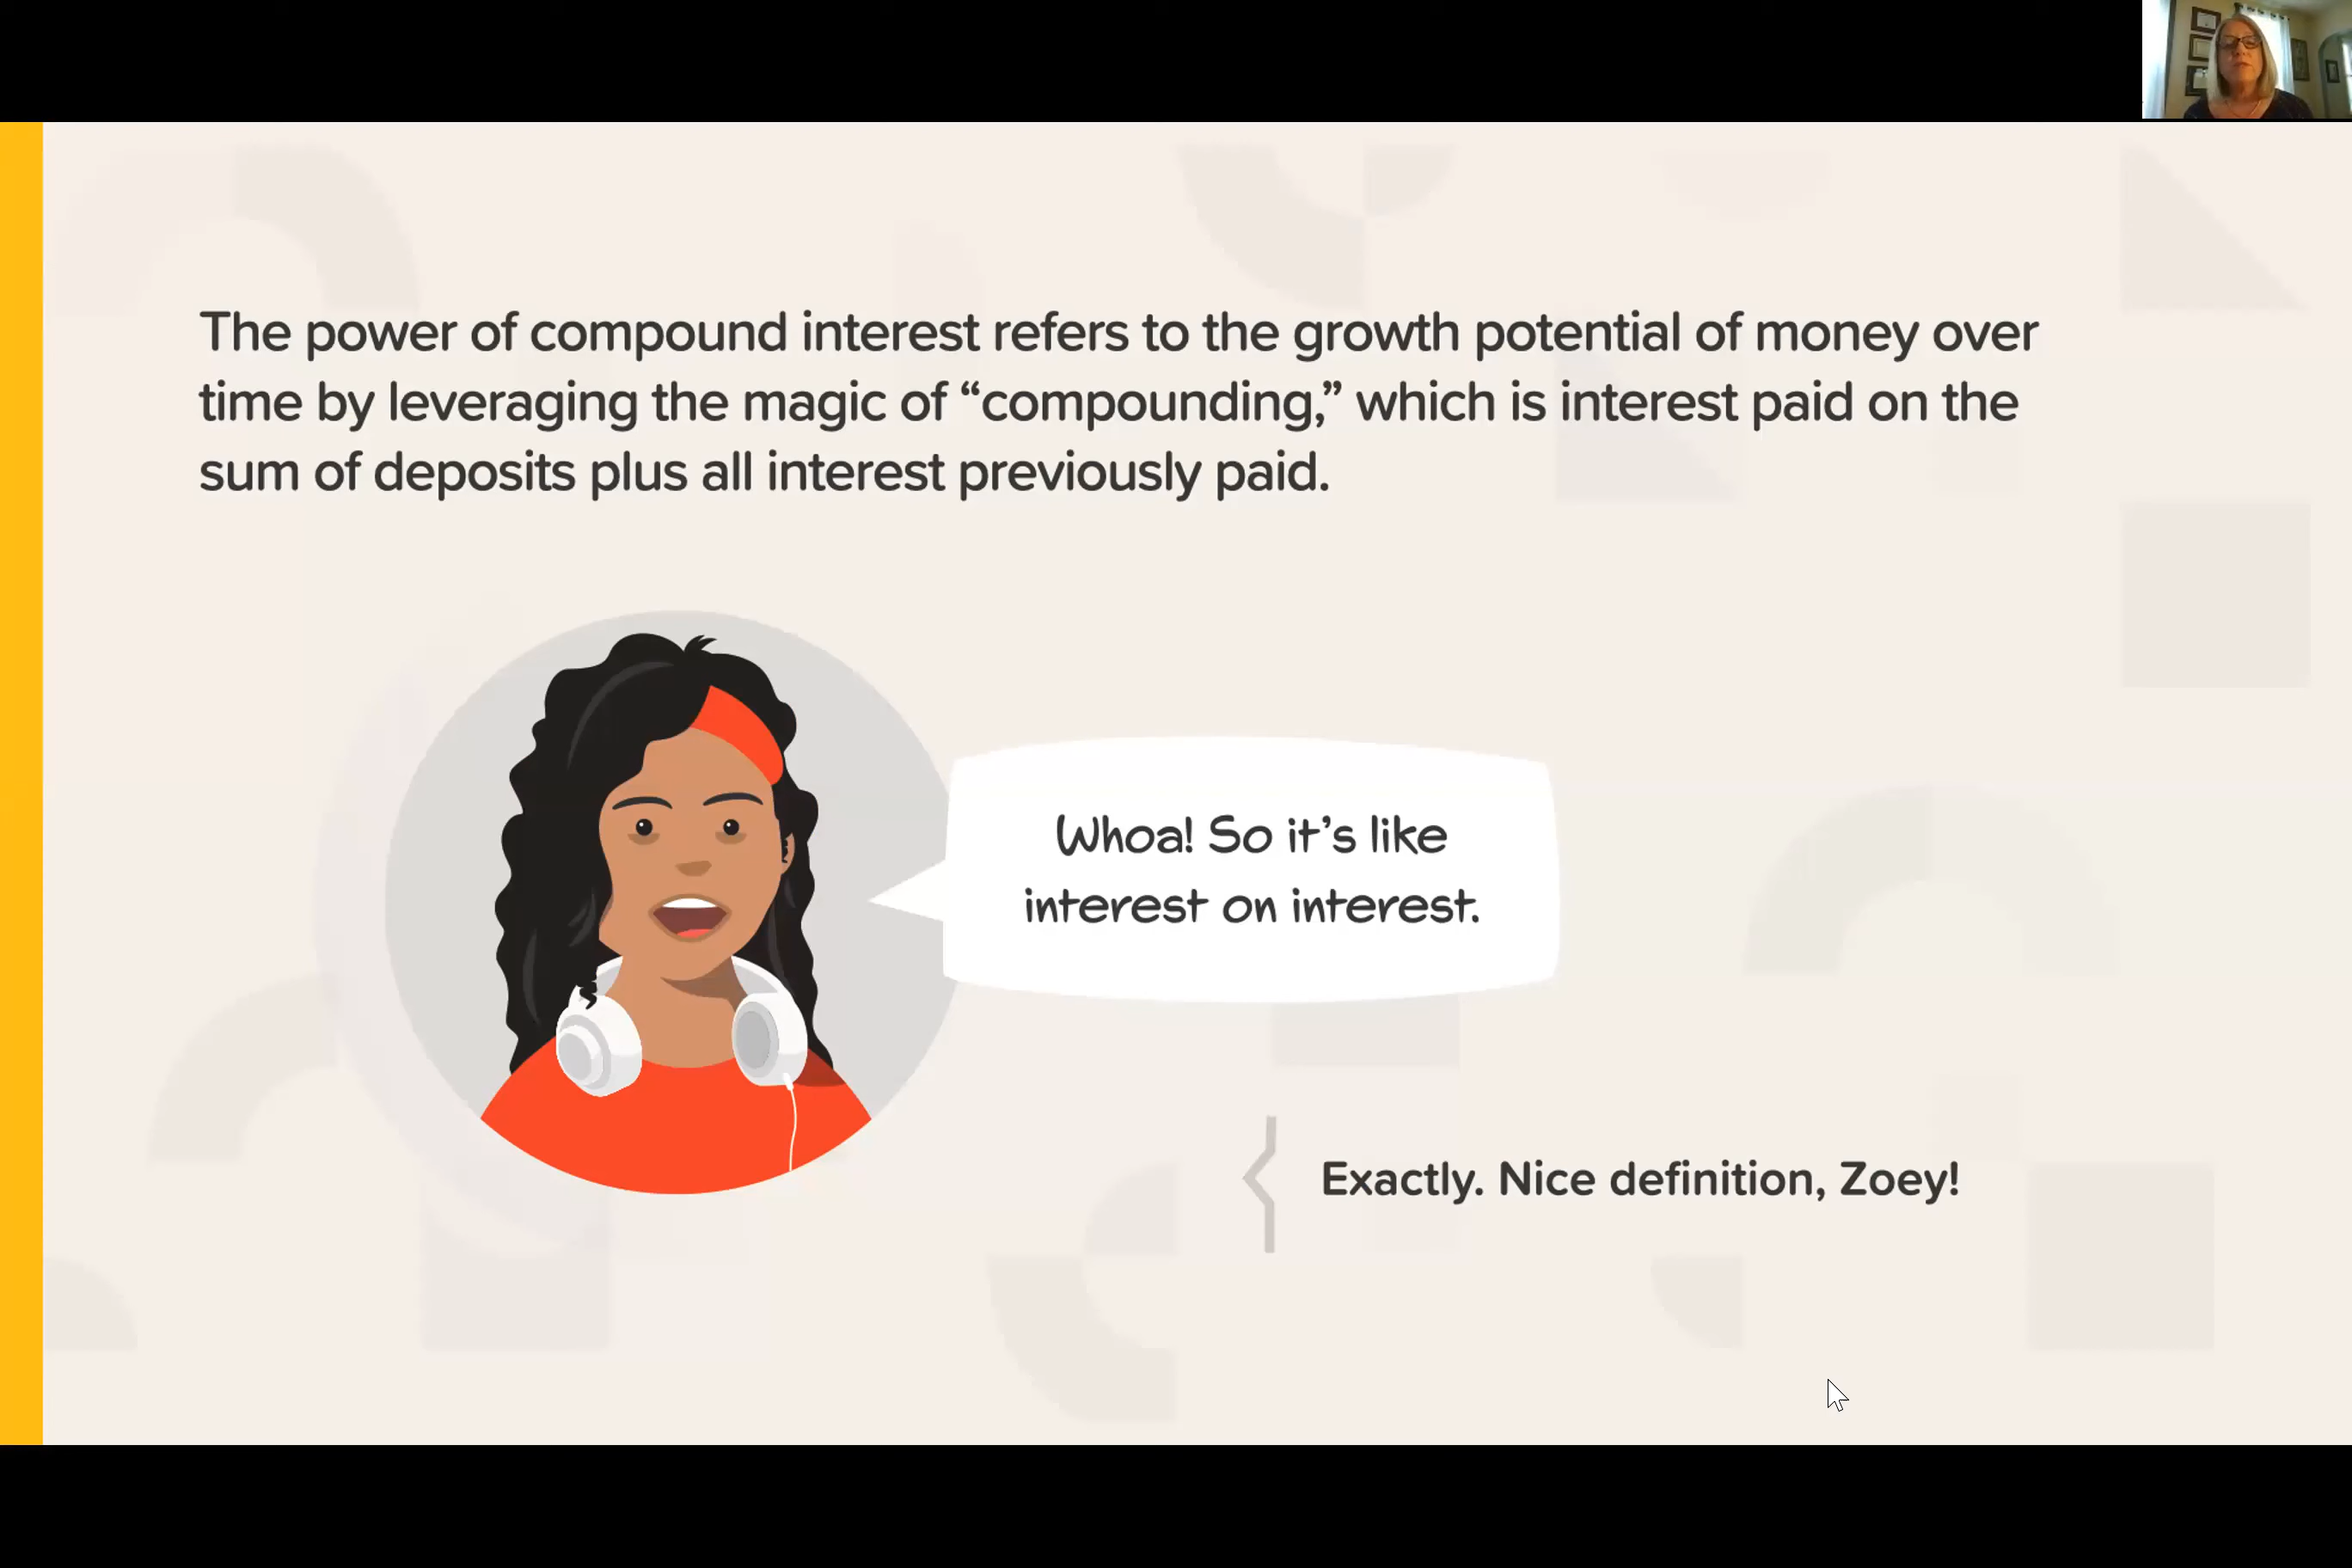 The power of compound interest refers to the growth potential of money over
time by leveraging the magic of “compounding,” which is interest paid on the
sum of deposits plus all interest previously paid.
Whoa! So it’s like
interest on interest.
Exactly. Nice definition, Zoey!